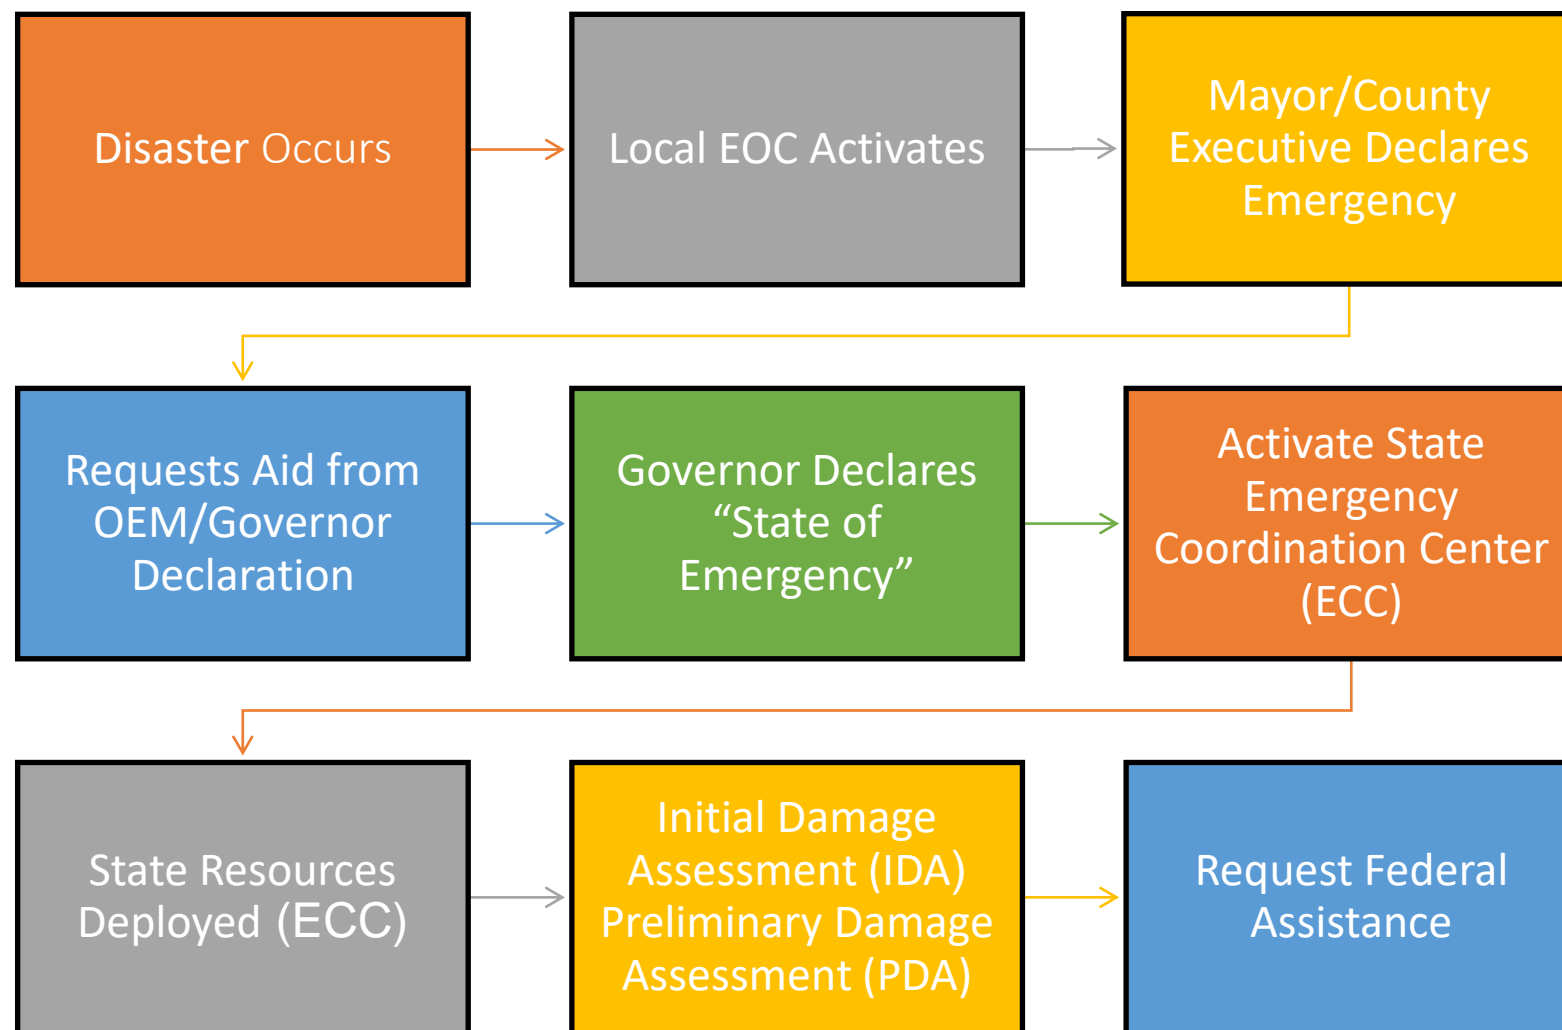 Disaster Occurs
Local EOC Activates
Mayor/County
Executive Declares
Emergency
Requests Aid from
OEM/Governor
Declaration
Governor Declares
“State of
Emergency”
Activate State
Emergency
Coordination Center
(ECC)
State Resources
Deployed (ECC)
Initial Damage
Assessment (IDA)
Preliminary Damage
Assessment (PDA)
Request Federal
Assistance